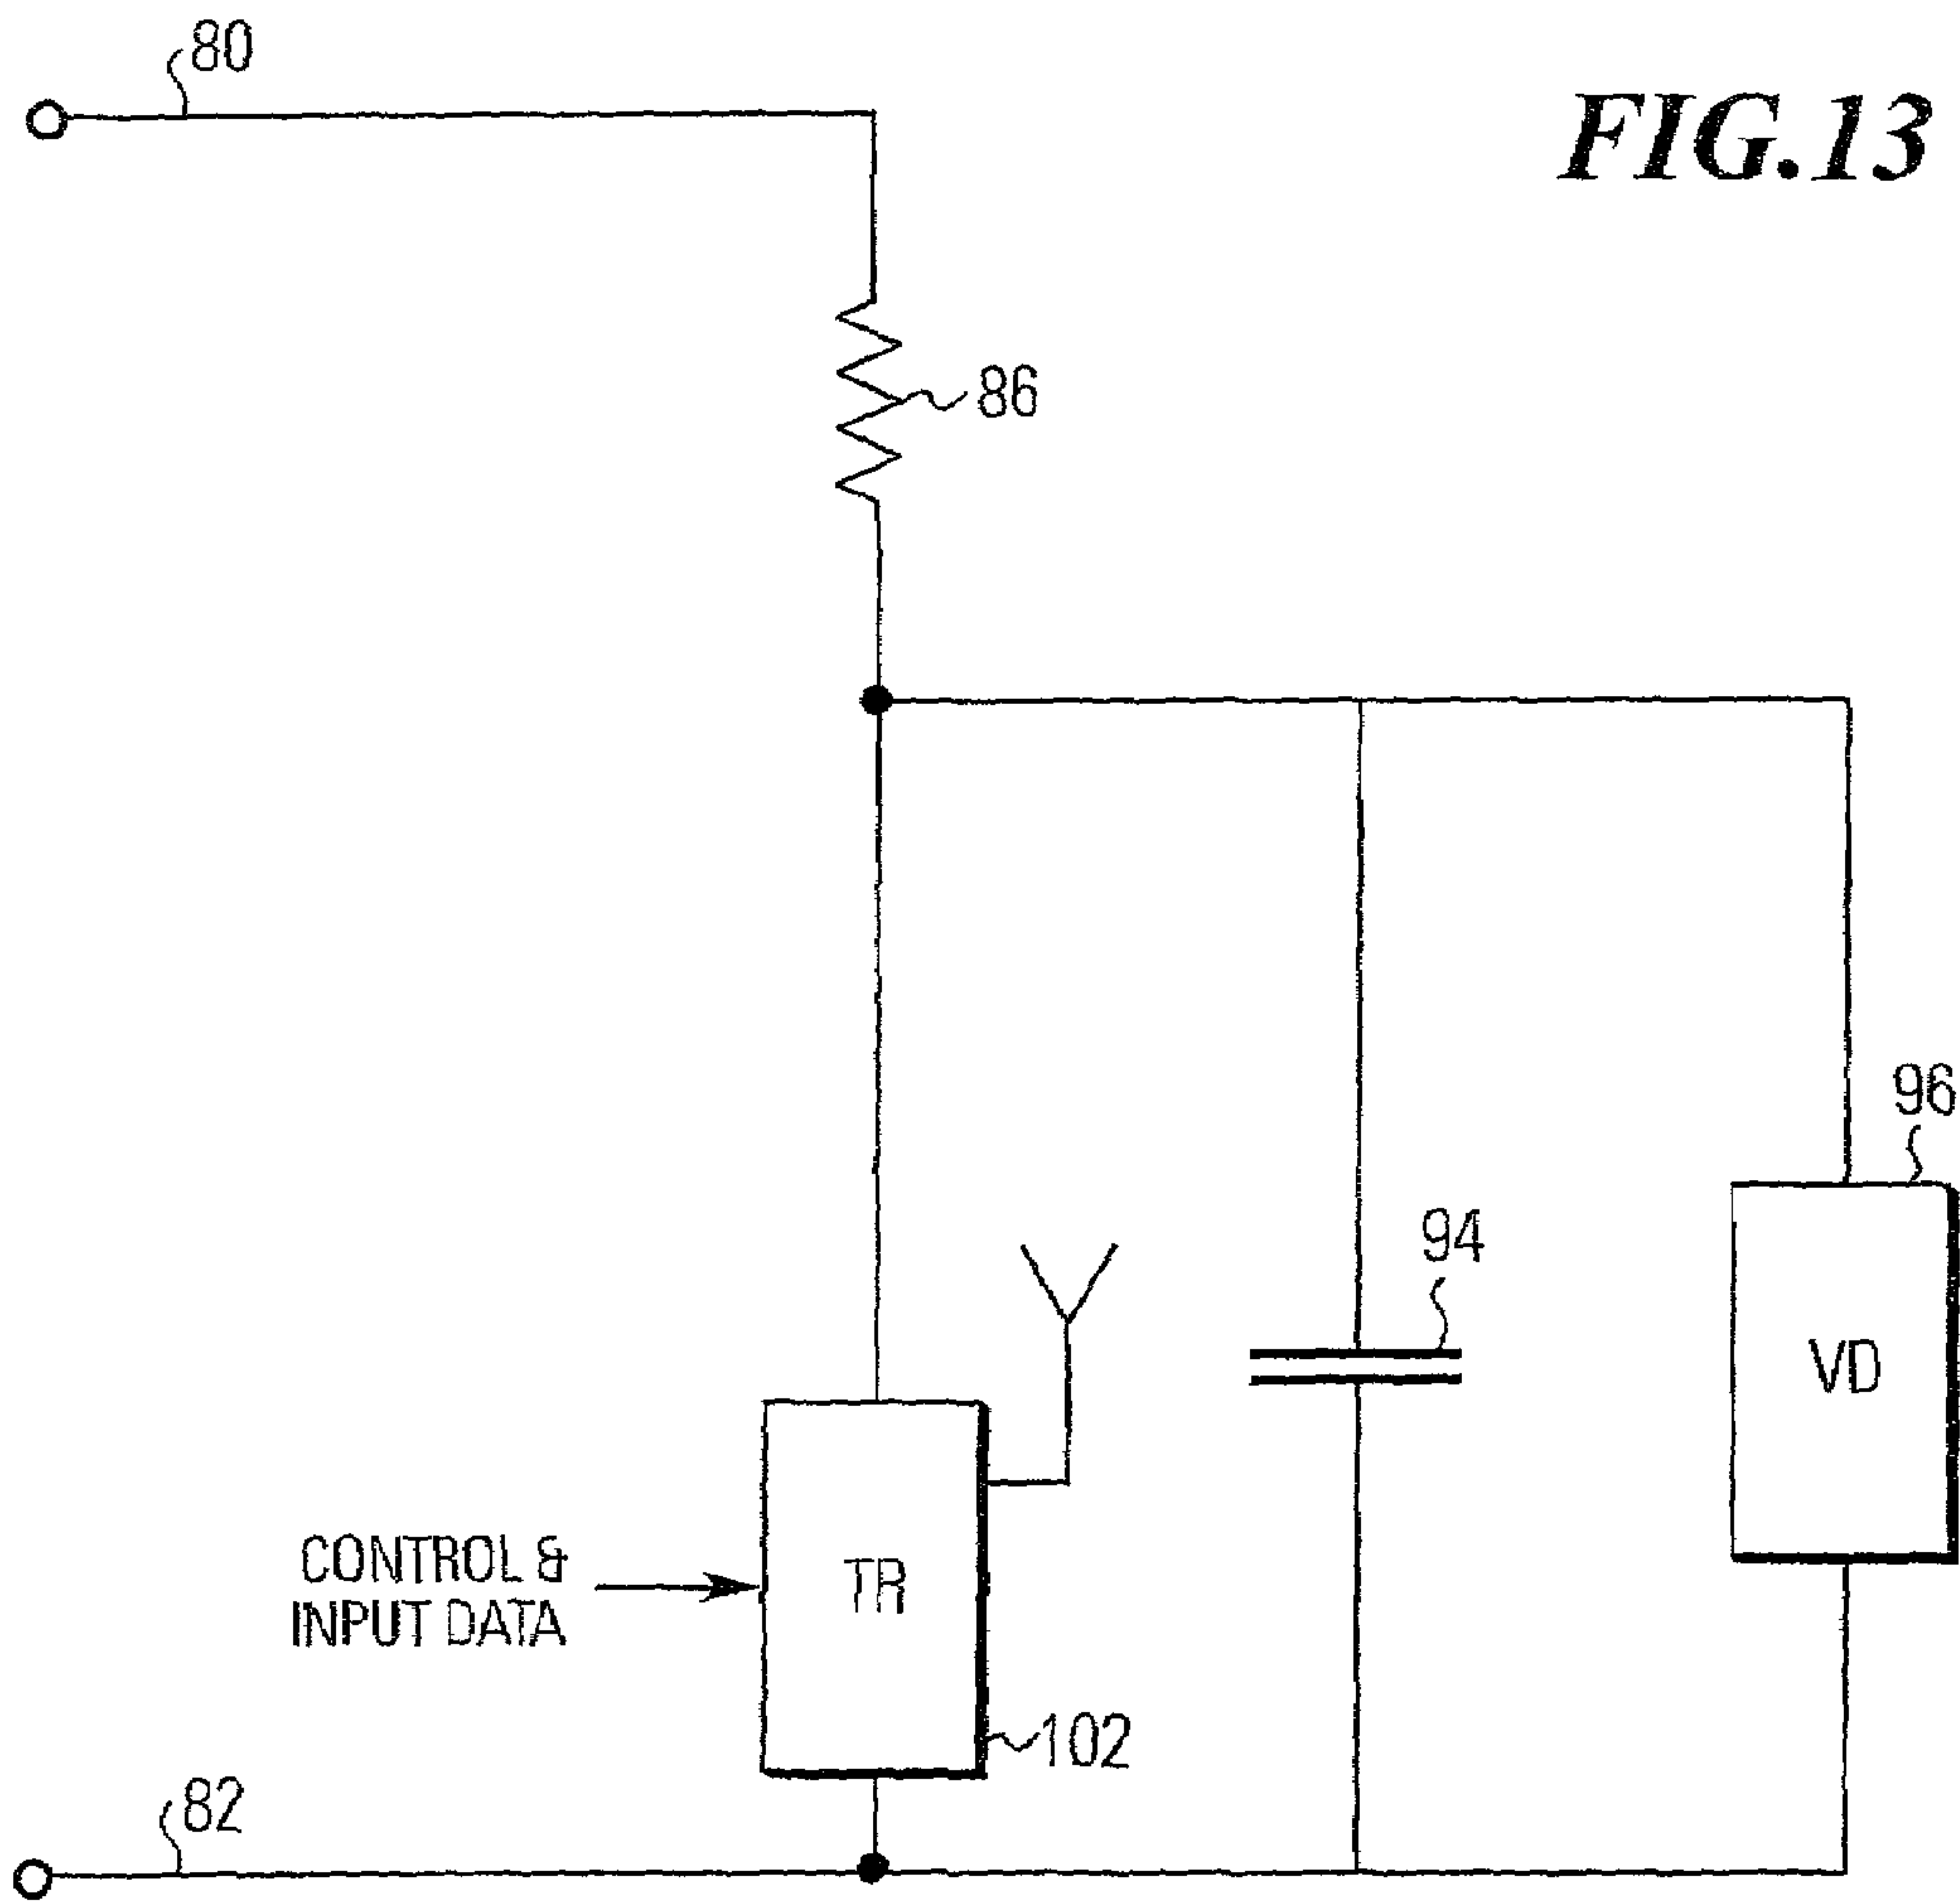 80
FIG.13
86
96
94
VD
CONTROL &
INPUT DATA
TR
102
82